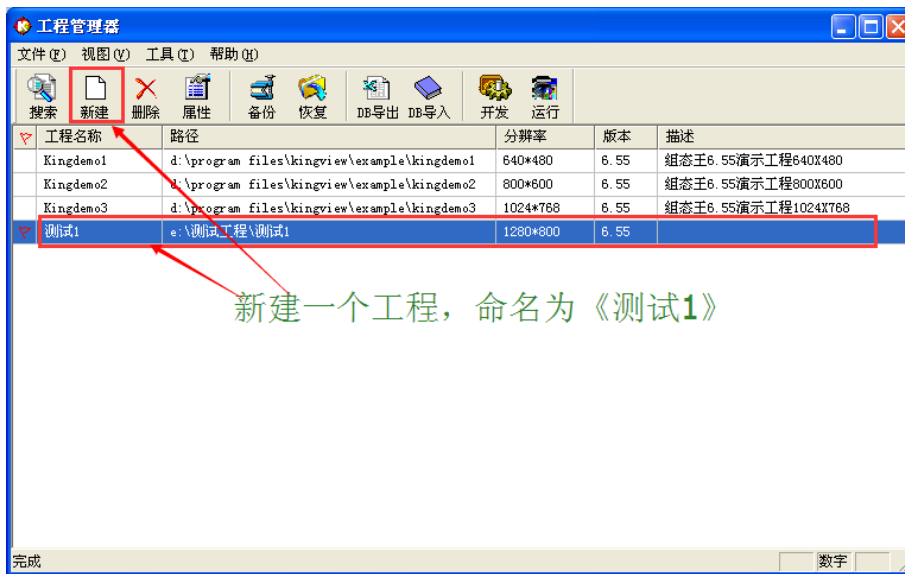 工程管理器
文件(F) 视图(V) 工具(T) 帮助(H)
搜索 新建 删除 属性 备份 恢复 DB导出 DB导入 开发 运行
工程名称 路径 分辨率 版本 描述
Kingdemo1 d:\program files\kingview\example\kingdemo1 640*480 6.55 组态王6.55演示工程640X480
Kingdemo2 d:\program files\kingview\example\kingdemo2 800*600 6.55 组态王6.55演示工程800X600
Kingdemo3 d:\program files\kingview\example\kingdemo3 1024*768 6.55 组态王6.55演示工程1024X768
测试1 e:\测试工程\测试1 1280*800 6.55
新建一个工程，命名为《测试1》
完成 数字